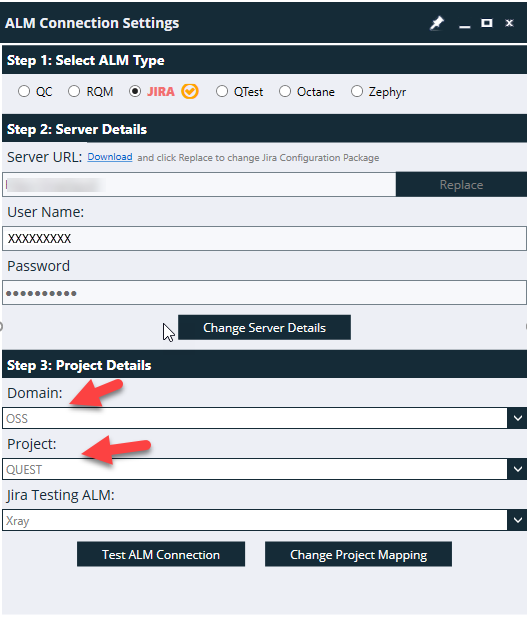 ALM Connection Settings
Step 1: Select ALM Type
QC RQM JIRA QTest Octane Zephyr
Step 2: Server Details
Server URL: Download and click Replace to change Jira Configuration Package
Replace
User Name:
XXXXXXXXX
Password
••••••••••
Change Server Details
Step 3: Project Details
Domain:
OSS
Project:
QUEST
Jira Testing ALM:
Xray
Test ALM Connection Change Project Mapping